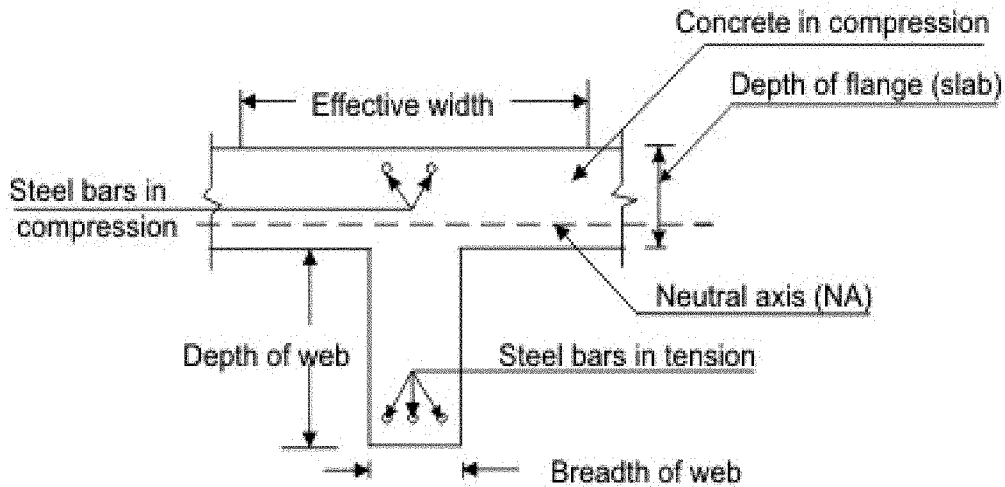 Concrete in compression
Depth of flange (slab)
Effective width
Steel bars in
compression
Neutral axis (NA)
Depth of web
Steel bars in tension
Breadth of web